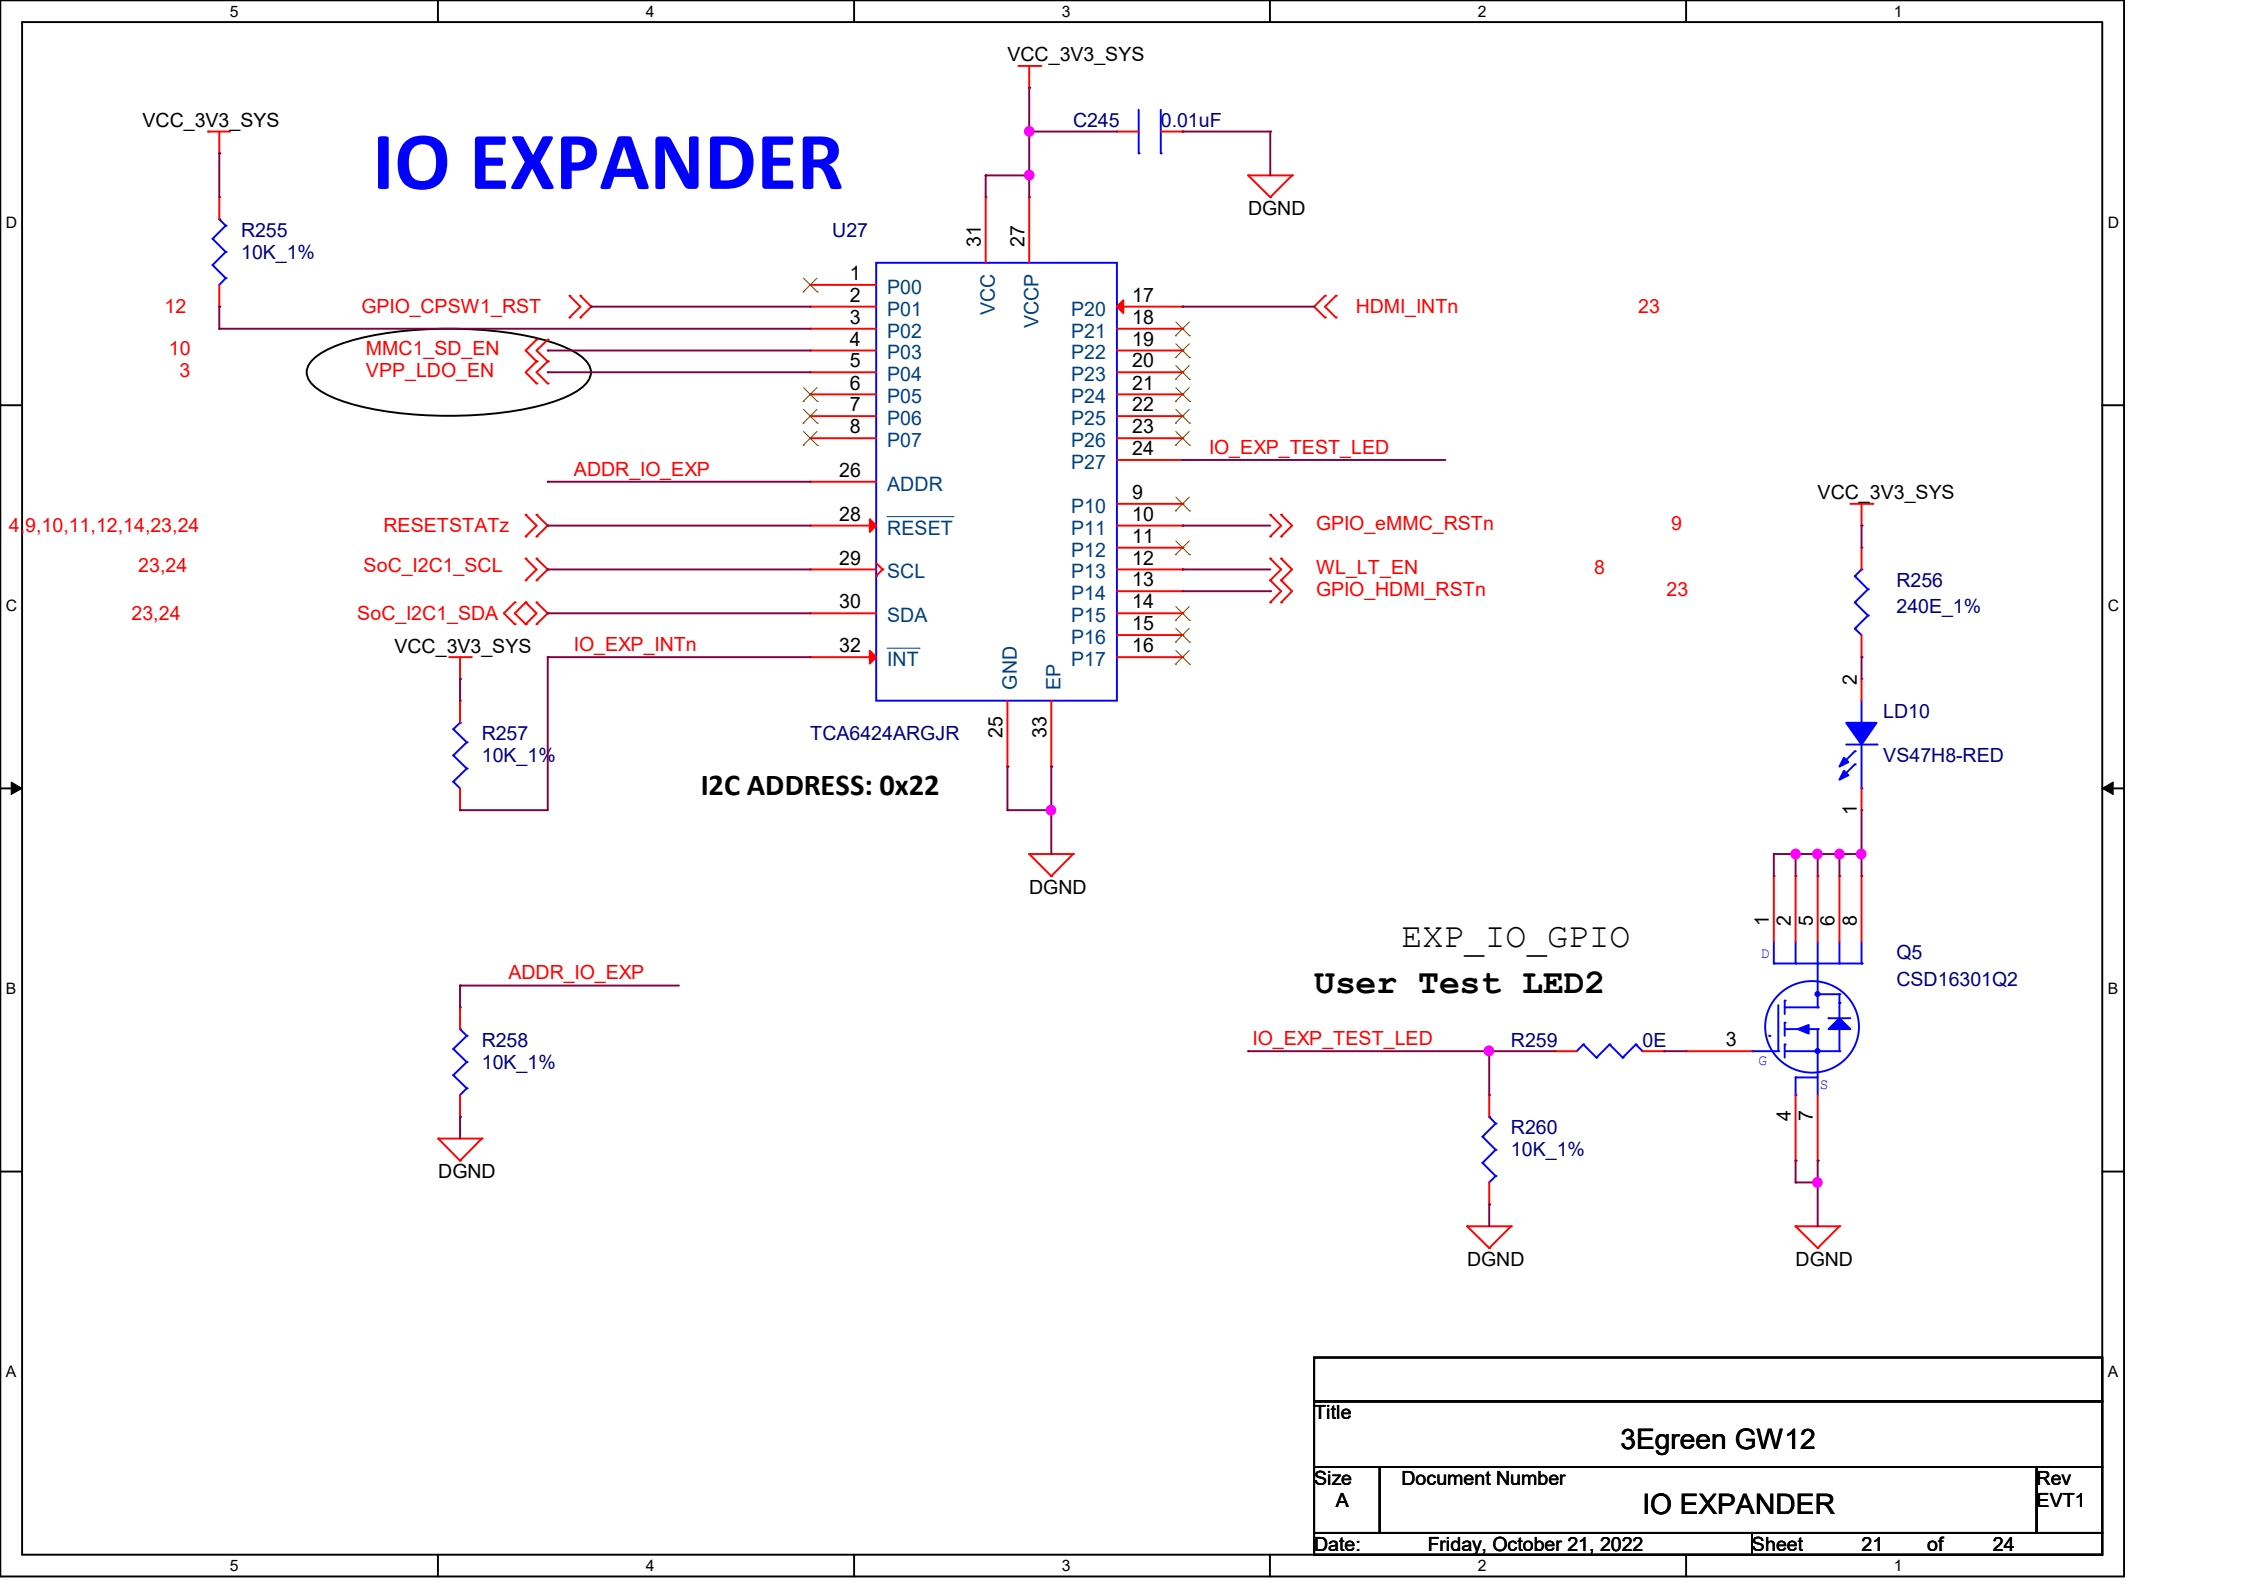 5 4 3 2 1
VCC_3V3_SYS
VCC_3V3_SYS
C245 0.01uF
IO EXPANDER
DGND
D D
R255
10K_1%
U27
31 27
VCC VCCP
1 P00
12 GPIO_CPSW1_RST 2 P01
3 P02
10 MMC1_SD_EN 4 P03
3 VPP_LDO_EN 5 P04
6 P05
7 P06
8 P07
P20 17 HDMI_INTn 23
P21 18
P22 19
P23 20
P24 21
P25 22
P26 23
P27 24 IO_EXP_TEST_LED
ADDR_IO_EXP 26 ADDR
4,9,10,11,12,14,23,24 RESETSTATz 28 RESET
23,24 SoC_I2C1_SCL 29 SCL
23,24 SoC_I2C1_SDA 30 SDA
IO_EXP_INTn 32 INT
P10 9
P11 10 GPIO_eMMC_RSTn 9
P12 11
P13 12 WL_LT_EN 8
P14 13 GPIO_HDMI_RSTn 23
P15 14
P16 15
P17 16
C C
VCC_3V3_SYS
R257
10K_1%
GND EP
25 33
TCA6424ARGJR
I2C ADDRESS: 0x22
DGND
VCC_3V3_SYS
R256
240E_1%
2
LD10
VS47H8-RED
1
1 2 5 6 8
D
Q5
CSD16301Q2
EXP_IO_GPIO
User Test LED2
B B
ADDR_IO_EXP
R258
10K_1%
DGND
IO_EXP_TEST_LED R259 0E 3
G
S
4 7
R260
10K_1%
DGND
DGND
A A
Title
3Egreen GW12
Size Document Number Rev
A IO EXPANDER EVT1
Date: Friday, October 21, 2022 Sheet 21 of 24
5 4 3 2 1